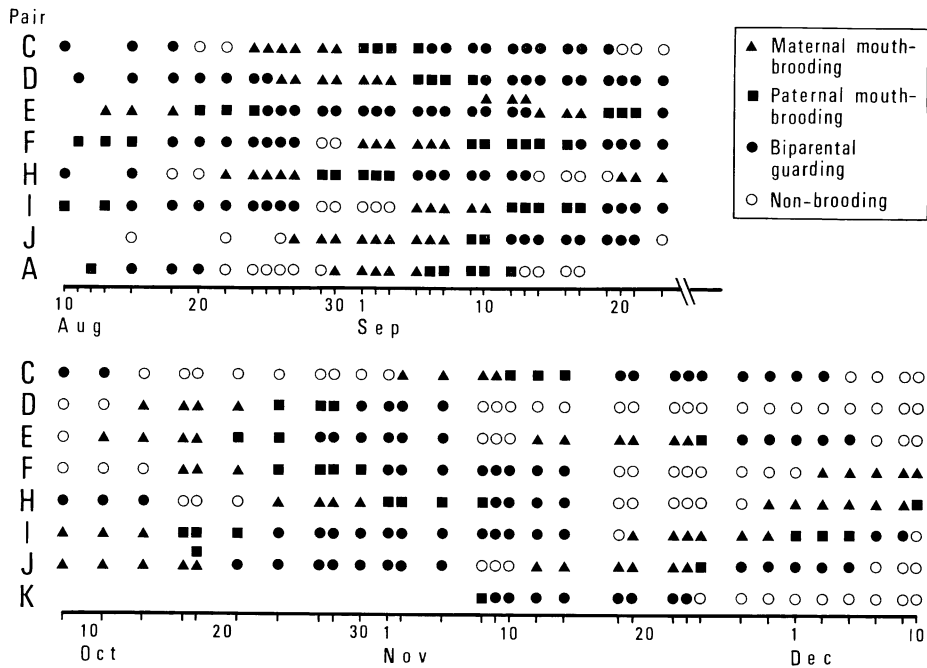 Pair
C
D
E
F
H
I
J
A
▲ Maternal mouth-
brooding
■ Paternal mouth-
brooding
● Biparental
guarding
○ Non-brooding
10 20 30 1 10 20
Aug Sep
C
D
E
F
H
I
J
K
10 20 30 1 10 20 1 10
Oct Nov Dec